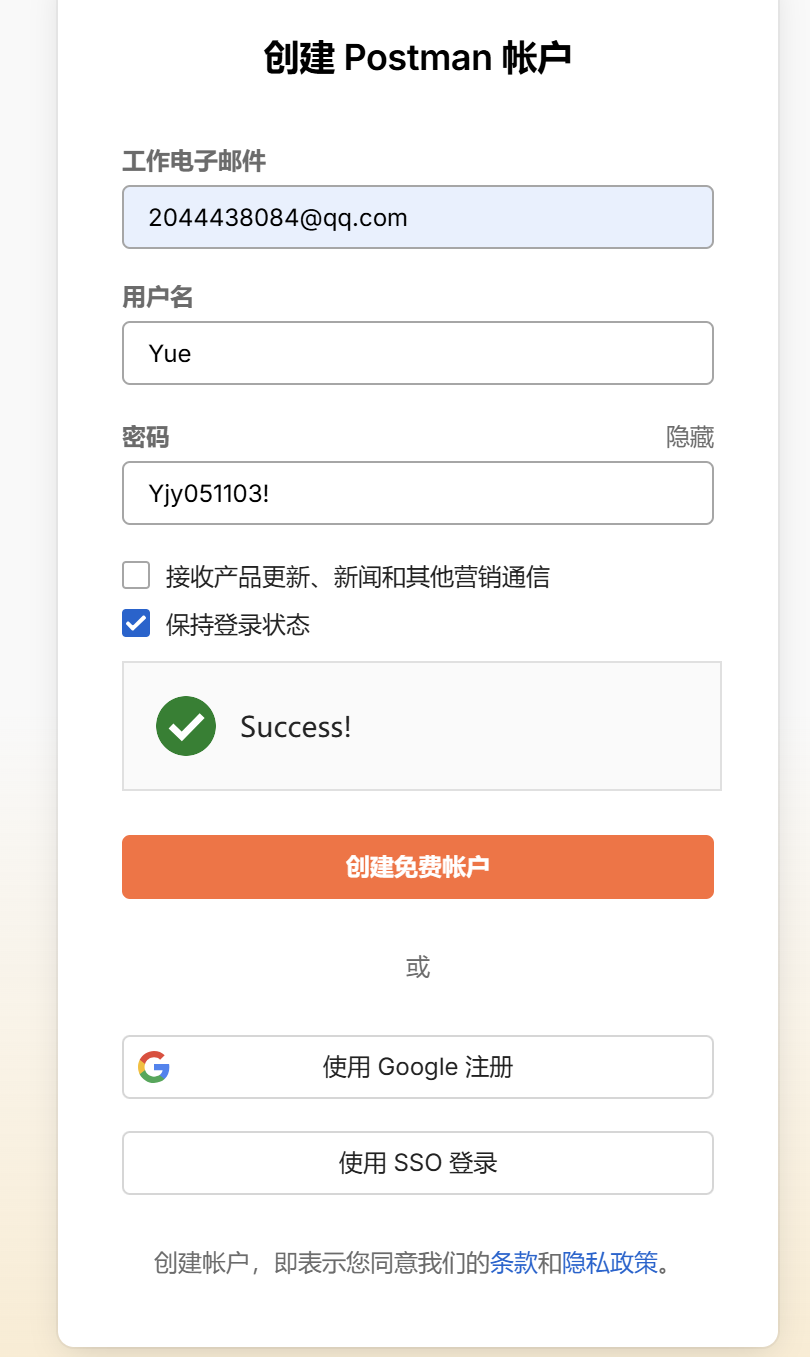 创建 Postman 帐户
工作电子邮件
2044438084@qq.com
用户名
Yue
密码 隐藏
Yjy051103!
接收产品更新、新闻和其他营销通信
保持登录状态
Success!
创建免费帐户
或
使用 Google 注册
使用 SSO 登录
创建帐户，即表示您同意我们的条款和隐私政策。